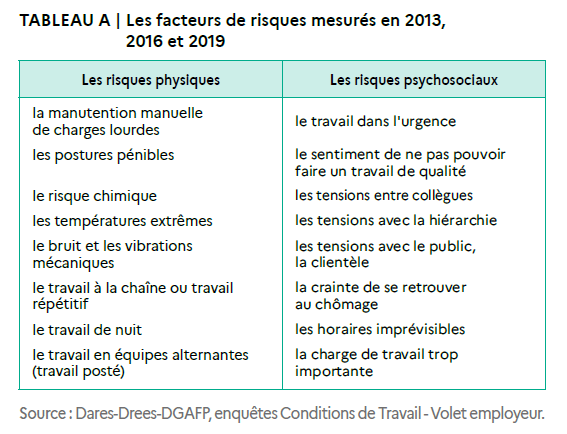 TABLEAU A | Les facteurs de risques mesurés en 2013,
2016 et 2019
Les risques physiques
Les risques psychosociaux
la manutention manuelle
de charges lourdes
le travail dans l'urgence
les postures pénibles
le sentiment de ne pas pouvoir
faire un travail de qualité
le risque chimique
les tensions entre collègues
les températures extrêmes
les tensions avec la hiérarchie
le bruit et les vibrations
mécaniques
les tensions avec le public,
la clientèle
le travail à la chaîne ou travail
répétitif
la crainte de se retrouver
au chômage
le travail de nuit
les horaires imprévisibles
le travail en équipes alternantes
(travail posté)
la charge de travail trop
importante
Source : Dares-Drees-DGAFP, enquêtes Conditions de Travail - Volet employeur.